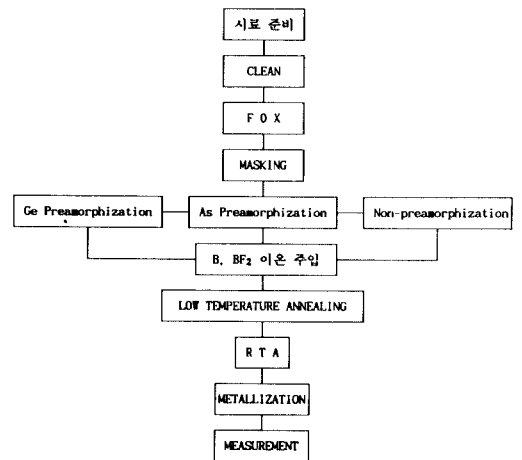 시료 준비
CLEAN
F O X
MASKING
Ge Preamorphization
As Preamorphization
Non-preamorphization
B, BF₂ 이온 주입
LOW TEMPERATURE ANNEALING
R T A
METALLIZATION
MEASUREMENT